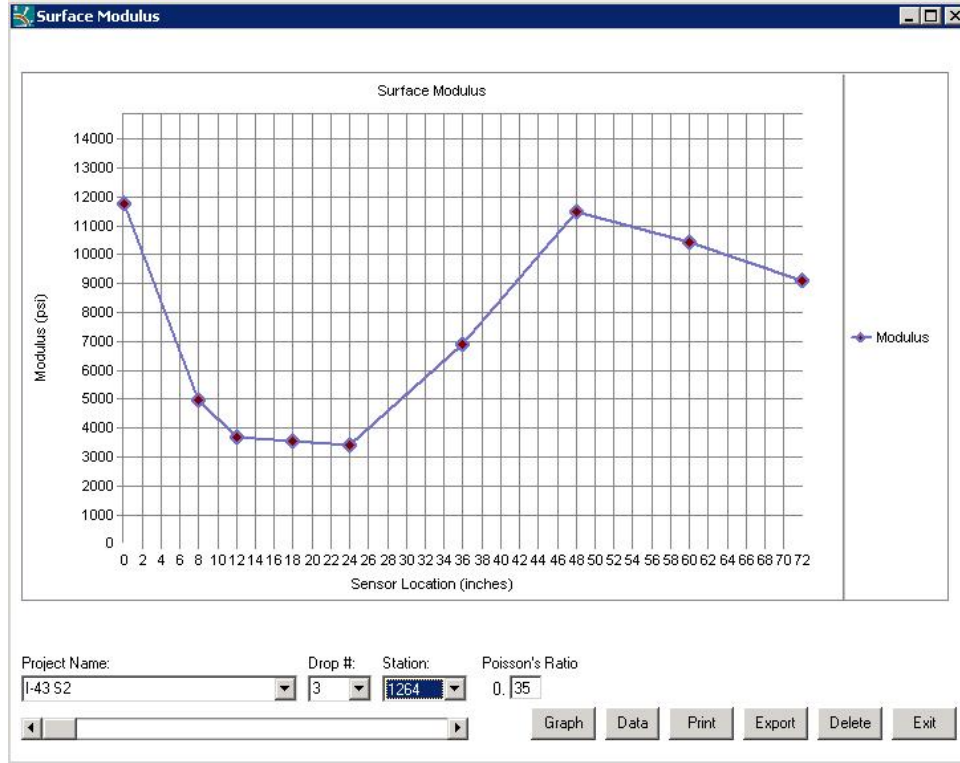 Surface Modulus
Surface Modulus
14000
13000
12000
11000
10000
9000
8000
7000
6000
5000
4000
3000
2000
1000
0
Modulus (psi)
0 2 4 6 8 10 12 14 16 18 20 22 24 26 28 30 32 34 36 38 40 42 44 46 48 50 52 54 56 58 60 62 64 66 68 70 72
Sensor Location (inches)
Modulus
Project Name: Drop #: Station: Poisson's Ratio
I-43 S2 3 1264 0. 35
Graph Data Print Export Delete Exit